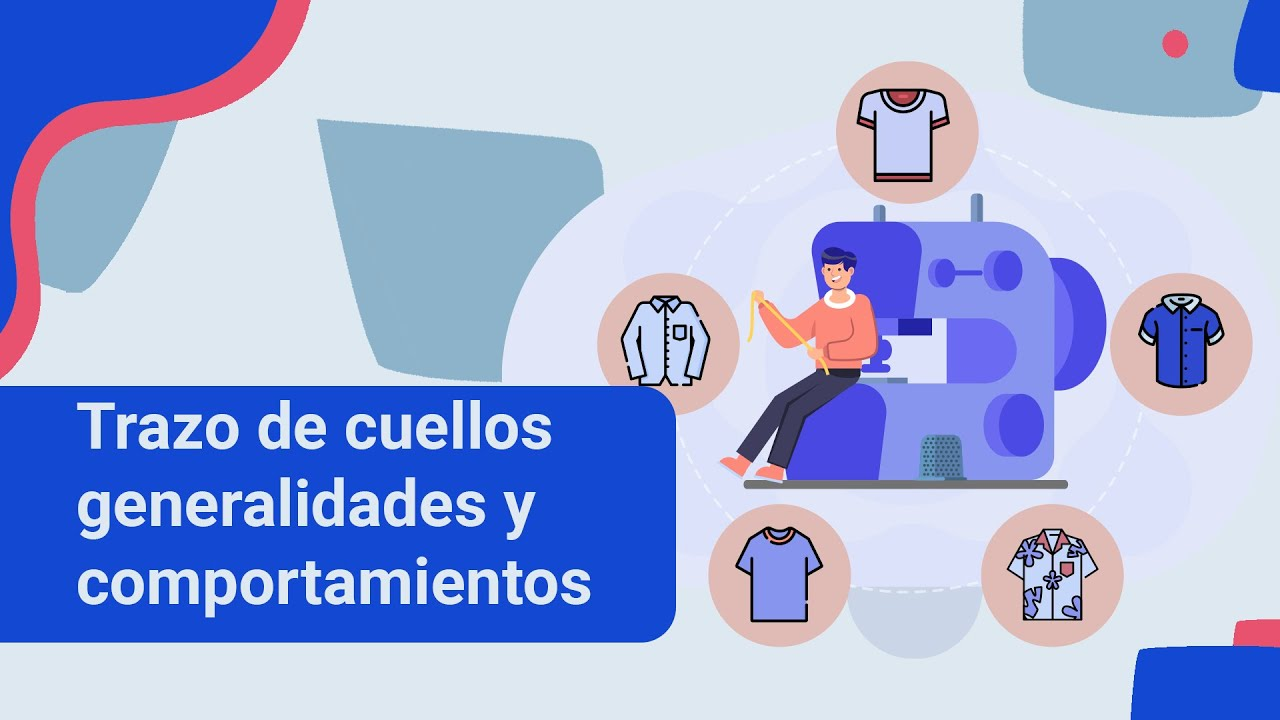 Trazo de cuellos
generalidades y
comportamientos